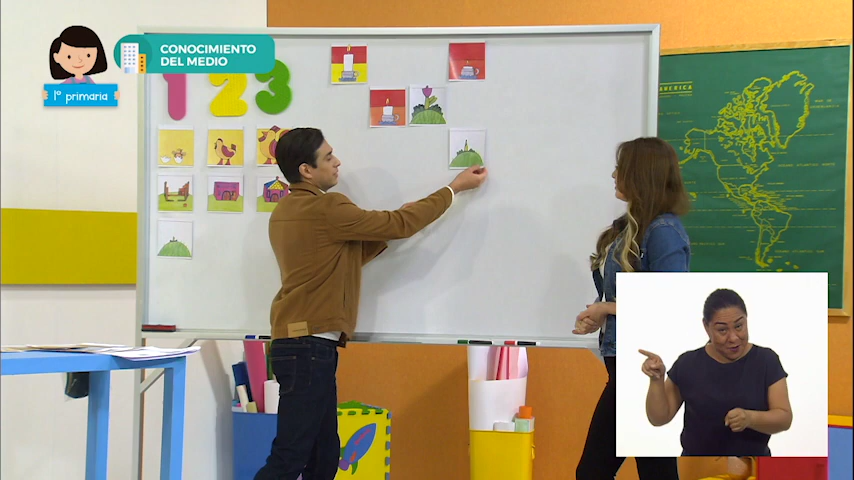 CONOCIMIENTO
DEL MEDIO
1° primaria
1 2 3
AMERICA